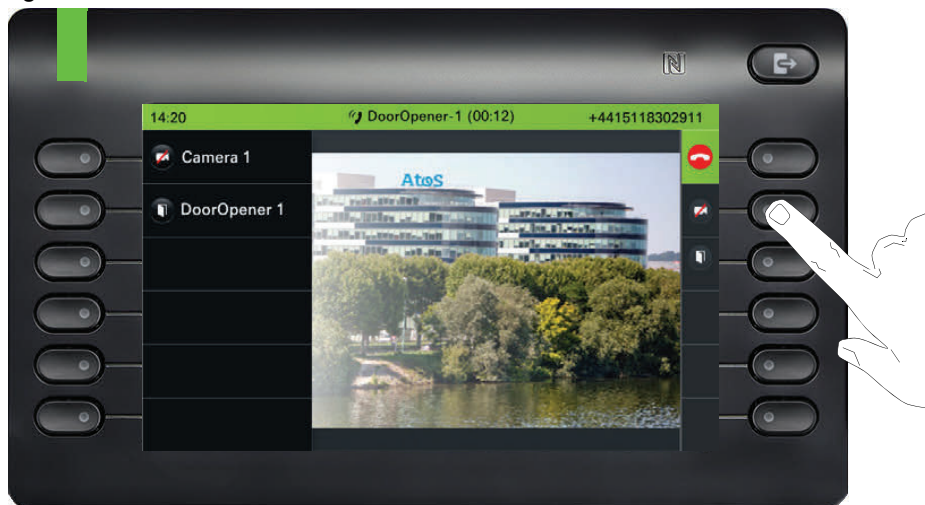 14:20
DoorOpener-1 (00:12)
+4415118302911
Camera 1
AtoS
DoorOpener 1